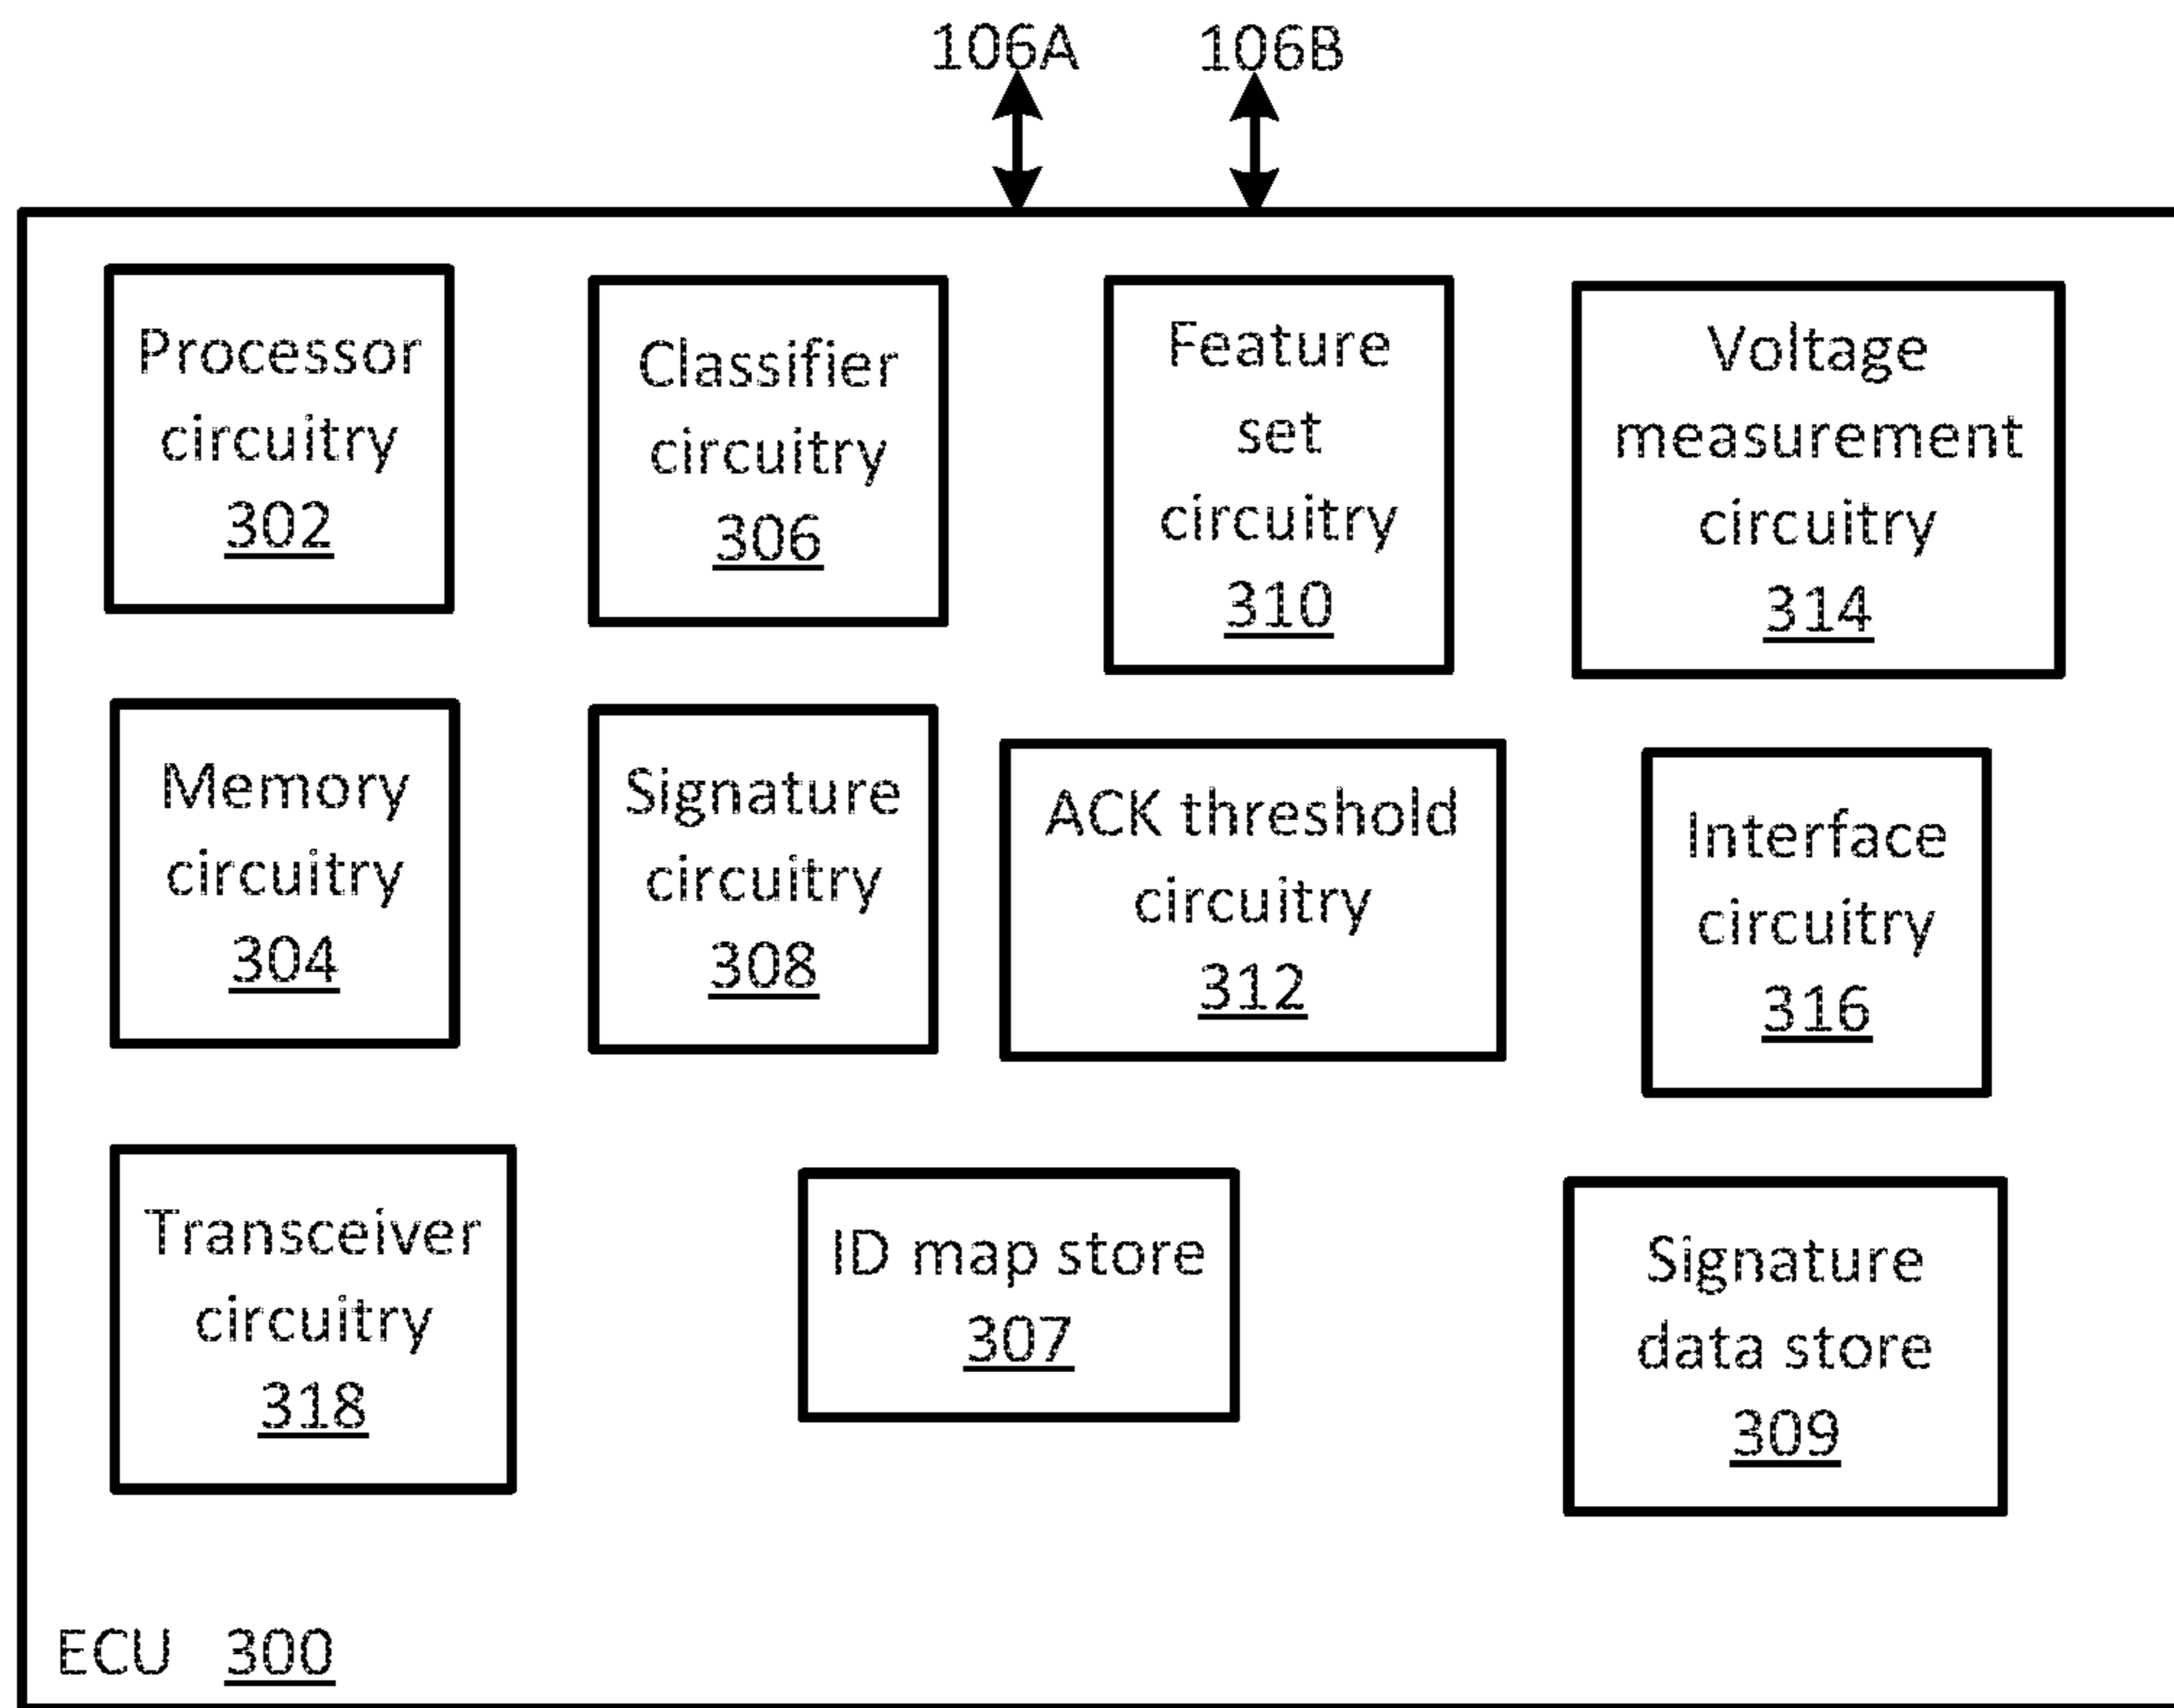 106A 106B
Processor
circuitry
302
Classifier
circuitry
306
Feature
set
circuitry
310
Voltage
measurement
circuitry
314
Memory
circuitry
304
Signature
circuitry
308
ACK threshold
circuitry
312
Interface
circuitry
316
Transceiver
circuitry
318
ID map store
307
Signature
data store
309
ECU 300